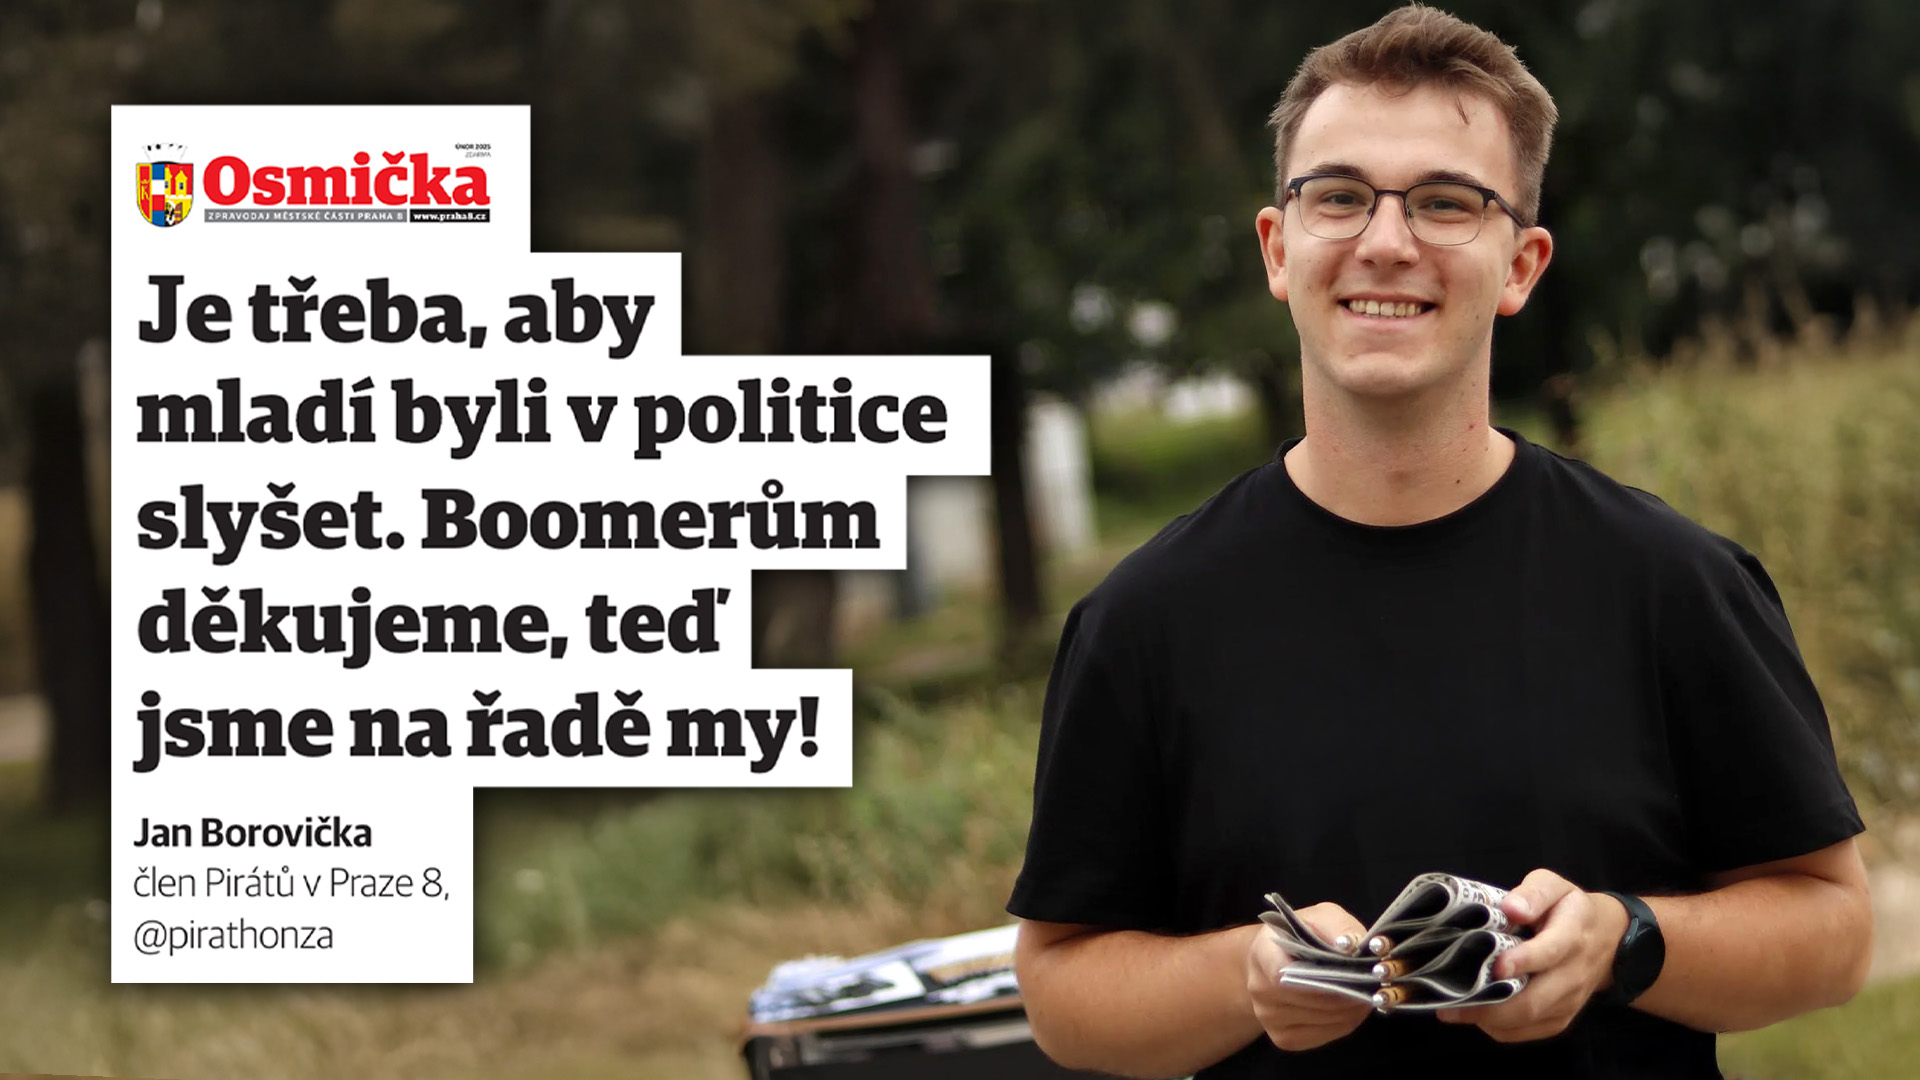 ÚNOR 2025
ZDARMA
Osmička
ZPRAVODAJ MĚSTSKÉ ČÁSTI PRAHA 8 www.praha8.cz
Je třeba, aby
mladí byli v politice
slyšet. Boomerům
děkujeme, teď
jsme na řadě my!
Jan Borovička
člen Pirátů v Praze 8,
@pirathonza